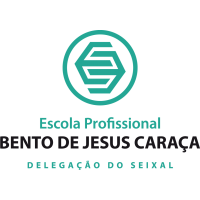 Escola Profissional
BENTO DE JESUS CARAÇA
DELEGAÇÃO DO SEIXAL